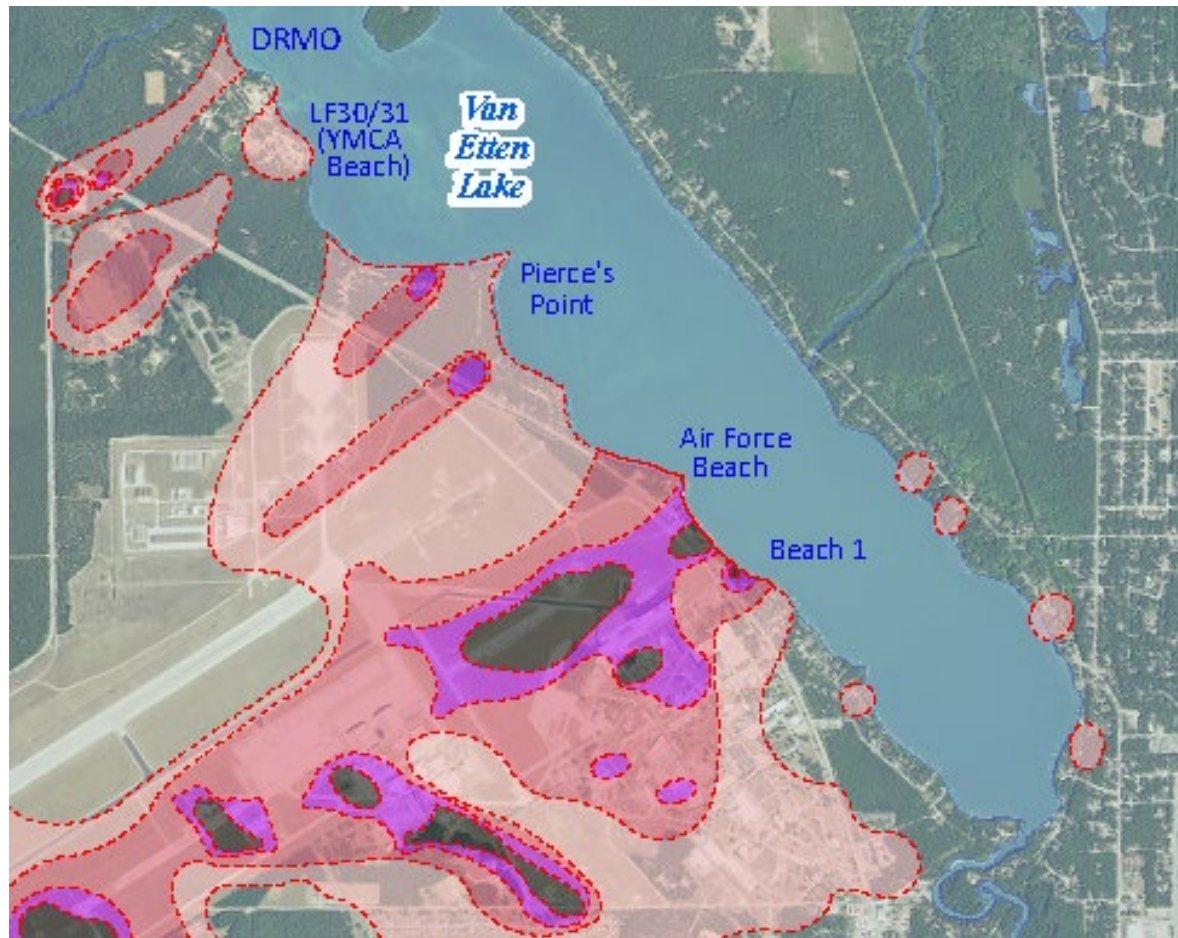 DRMO
LF30/31
(YMCA
Beach)
Van
Etten
Lake
Pierce's
Point
Air Force
Beach
Beach 1